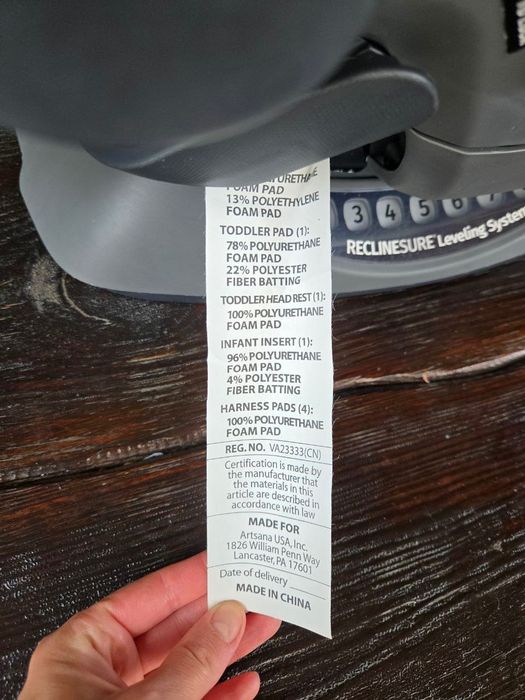 FOAM PAD
13% POLYETHYLENE
FOAM PAD
TODDLER PAD (1):
78% POLYURETHANE
FOAM PAD
22% POLYESTER
FIBER BATTING
TODDLER HEAD REST (1):
100% POLYURETHANE
FOAM PAD
INFANT INSERT (1):
96% POLYURETHANE
FOAM PAD
4% POLYESTER
FIBER BATTING
HARNESS PADS (4):
100% POLYURETHANE
FOAM PAD
REG. NO. VA23333(CN)
Certification is made by
the manufacturer that
the materials in this
article are described in
accordance with law
MADE FOR
Artsana USA, Inc.
1826 William Penn Way
Lancaster, PA 17601
Date of delivery
MADE IN CHINA
3 4 5 6
RECLINESURE Leveling System